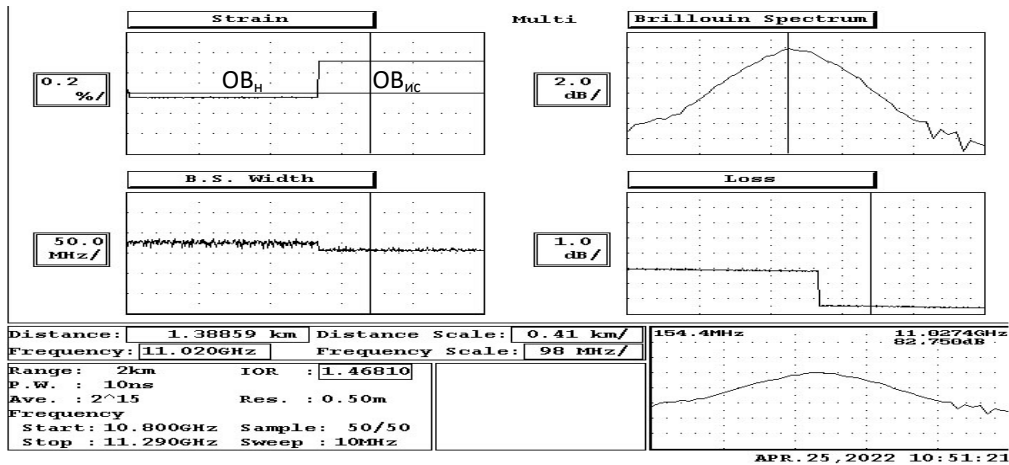 Strain
Multi
Brillouin Spectrum
0.2
%/
OBн
OBис
2.0
dB/
B.S. Width
Loss
50.0
MHz/
1.0
dB/
Distance: 1.38859 km Distance Scale: 0.41 km/
Frequency: 11.020GHz Frequency Scale: 98 MHz/
154.4MHz 11.0274GHz
82.750dB
Range: 2km IOR : 1.46810
P.W. : 10ns
Ave. : 2^15 Res. : 0.50m
Frequency
Start: 10.800GHz Sample: 50/50
Stop : 11.290GHz Sweep : 10MHz
APR.25,2022 10:51:21